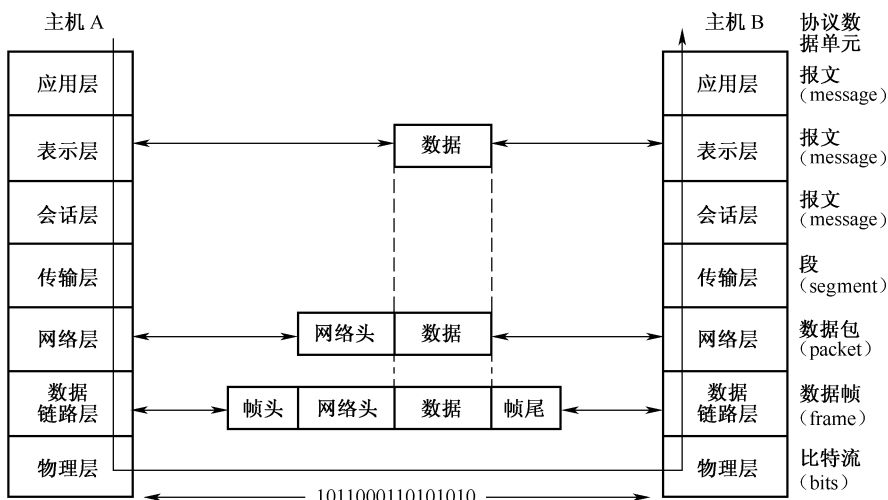 主机 A
主机 B
协议数
据单元
应用层
应用层
报文
(message)
表示层
数据
表示层
报文
(message)
会话层
会话层
报文
(message)
传输层
传输层
段
(segment)
网络层
网络头
数据
网络层
数据包
(packet)
数据
链路层
帧头
网络头
数据
帧尾
数据
链路层
数据帧
(frame)
物理层
物理层
比特流
(bits)
1011000110101010